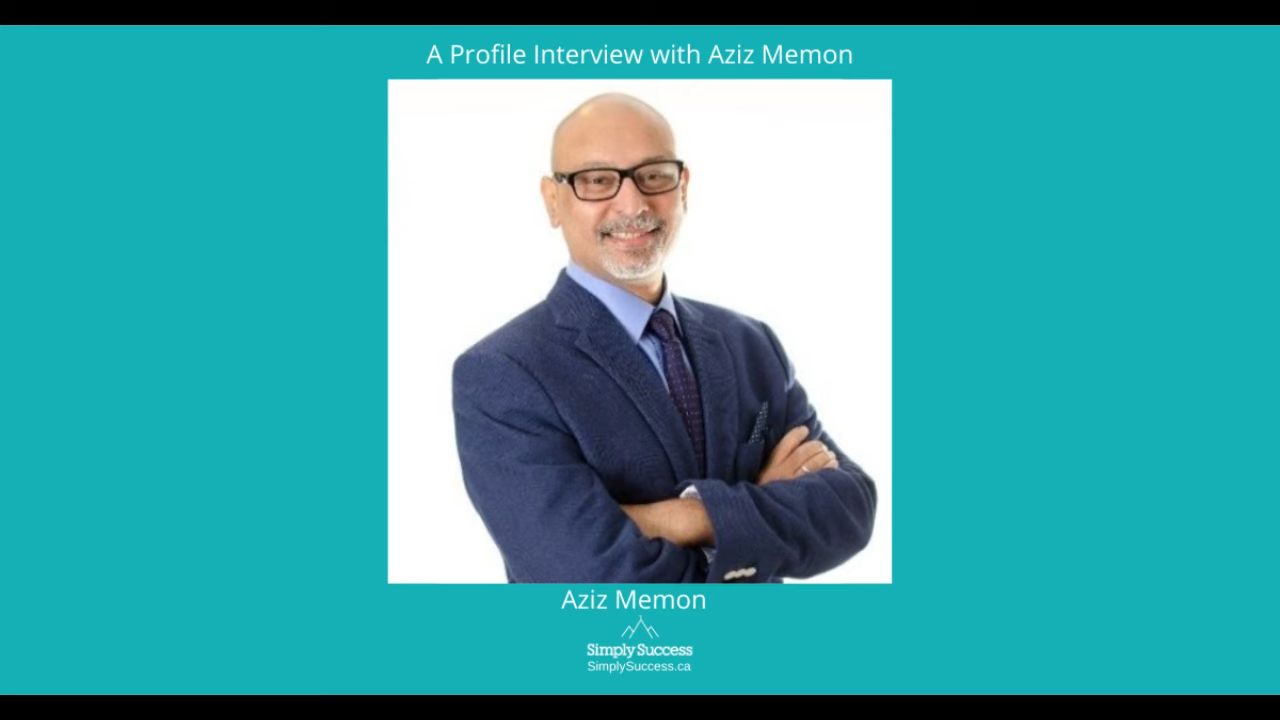 A Profile Interview with Aziz Memon
Aziz Memon
Simply Success
SimplySuccess.ca